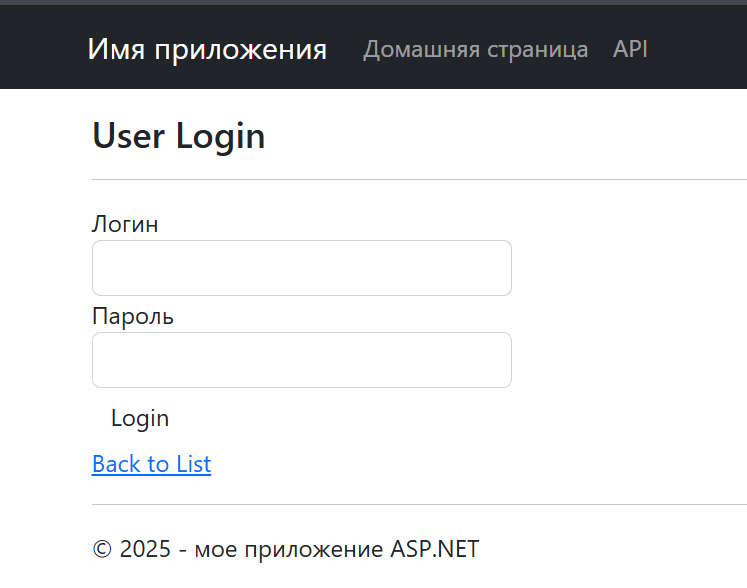 Имя приложения Домашняя страница API
User Login
Логин
Пароль
Login
Back to List
© 2025 - мое приложение ASP.NET